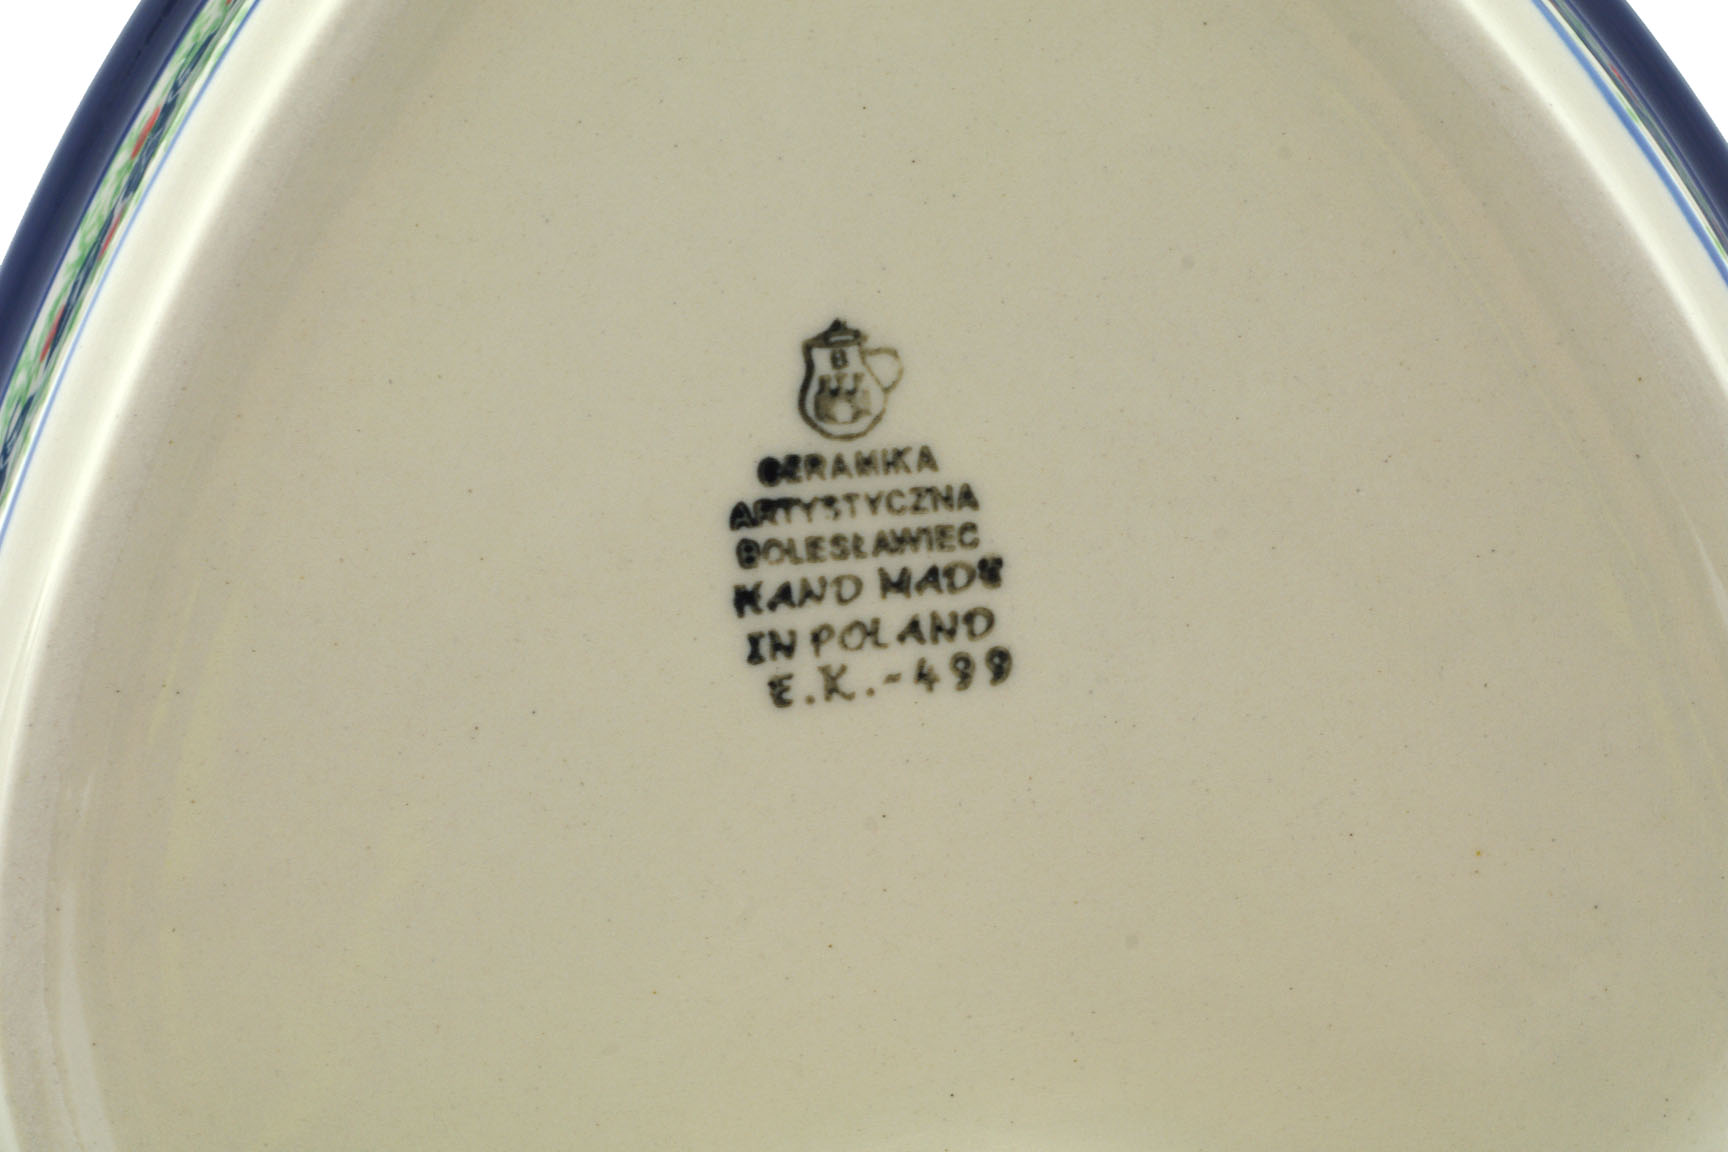 B
CERAMIKA
ARTYSTYCZNA
BOLESŁAWIEC
HAND MADE
IN POLAND
E.K.-499